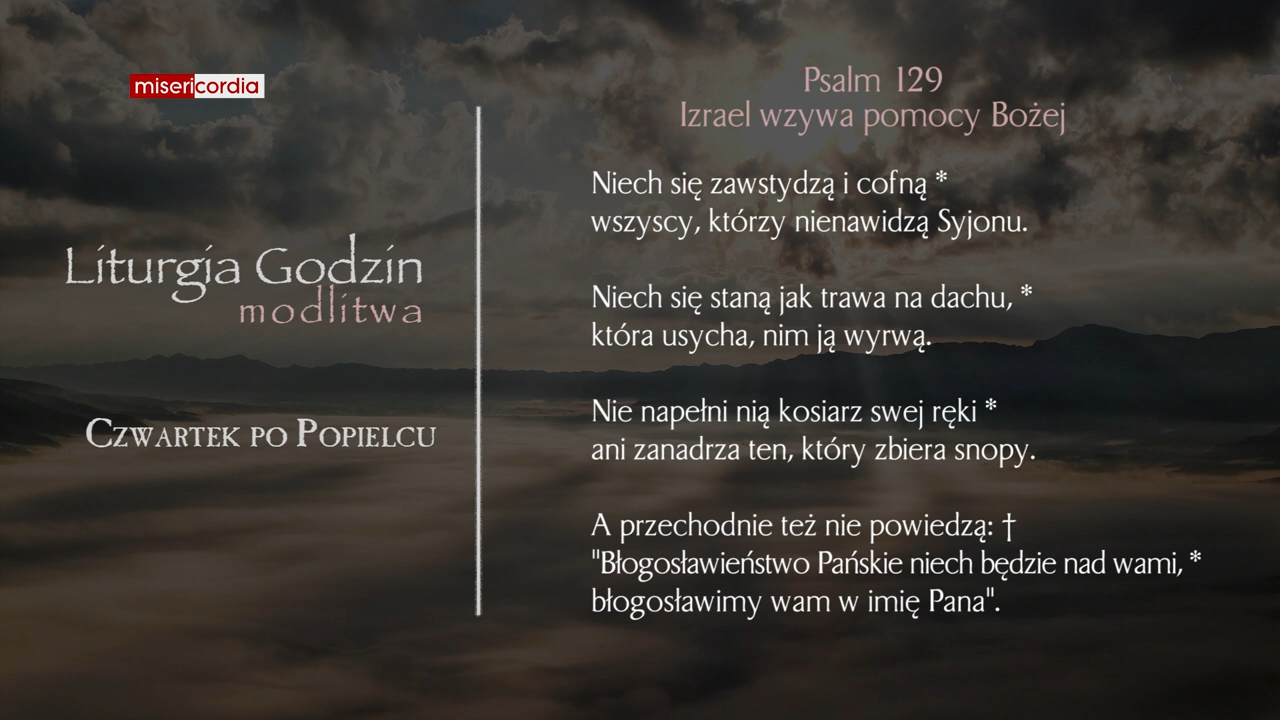 misericordia
Liturgia Godzin
modlitwa
Czwartek po Popielcu
Psalm 129
Izrael wzywa pomocy Bożej
Niech się zawstydzą i cofną *
wszyscy, którzy nienawidzą Syjonu.
Niech się staną jak trawa na dachu, *
która usycha, nim ją wyrwą.
Nie napełni nią kosiarz swej ręki *
ani zanadrza ten, który zbiera snopy.
A przechodnie też nie powiedzą: †
"Błogosławieństwo Pańskie niech będzie nad wami, *
błogosławimy wam w imię Pana".